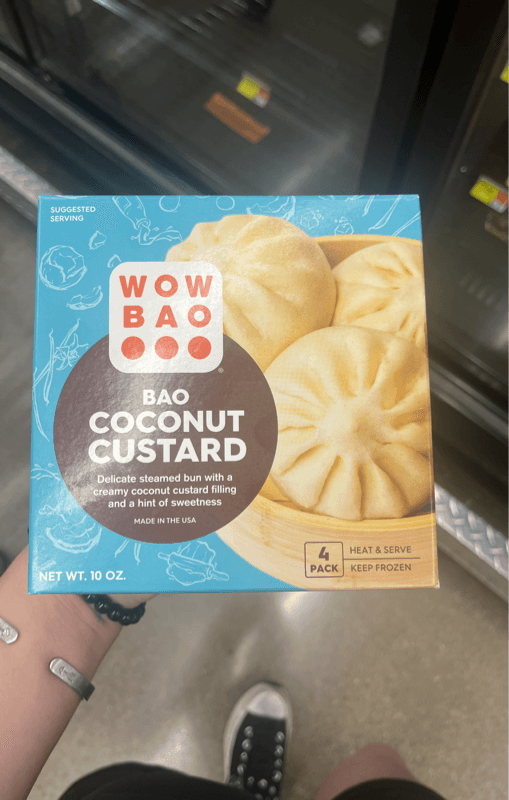 SUGGESTED
SERVING
WOW
BAO
®
BAO
COCONUT
CUSTARD
Delicate steamed bun with a
creamy coconut custard filling
and a hint of sweetness
MADE IN THE USA
NET WT. 10 OZ.
4
PACK
HEAT & SERVE
KEEP FROZEN